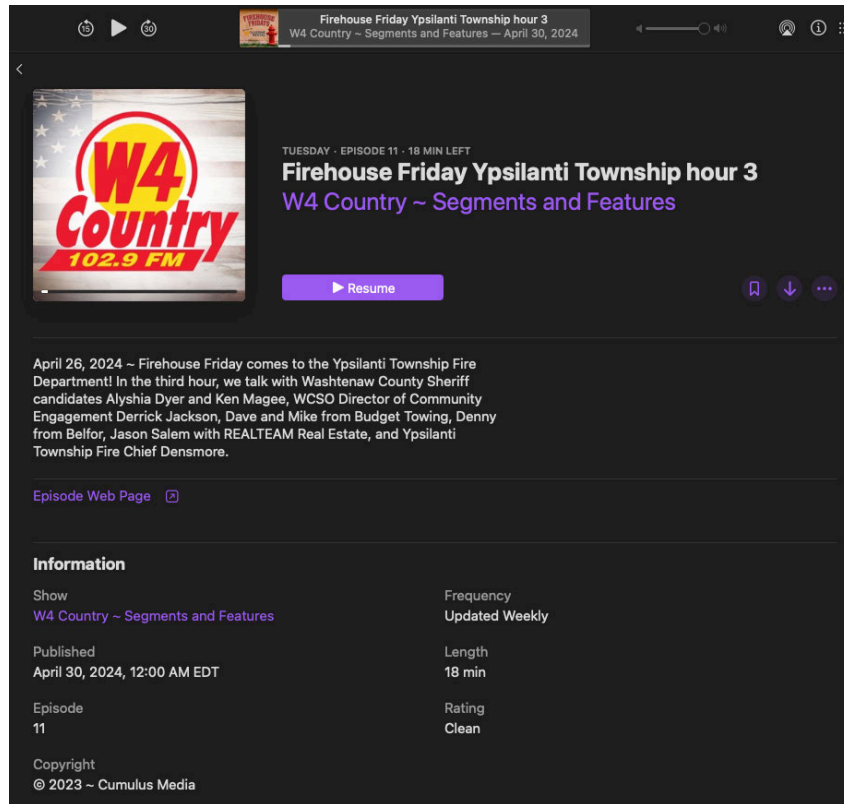 15
30
FIREHOUSE
FRIDAYS
Firehouse Friday Ypsilanti Township hour 3
W4 Country ~ Segments and Features — April 30, 2024
W4
Country
102.9 FM
TUESDAY · EPISODE 11 · 18 MIN LEFT
Firehouse Friday Ypsilanti Township hour 3
W4 Country ~ Segments and Features
Resume
April 26, 2024 ~ Firehouse Friday comes to the Ypsilanti Township Fire
Department! In the third hour, we talk with Washtenaw County Sheriff
candidates Alyshia Dyer and Ken Magee, WCSO Director of Community
Engagement Derrick Jackson, Dave and Mike from Budget Towing, Denny
from Belfor, Jason Salem with REALTEAM Real Estate, and Ypsilanti
Township Fire Chief Densmore.
Episode Web Page
Information
Show
W4 Country ~ Segments and Features
Frequency
Updated Weekly
Published
April 30, 2024, 12:00 AM EDT
Length
18 min
Episode
11
Rating
Clean
Copyright
© 2023 ~ Cumulus Media